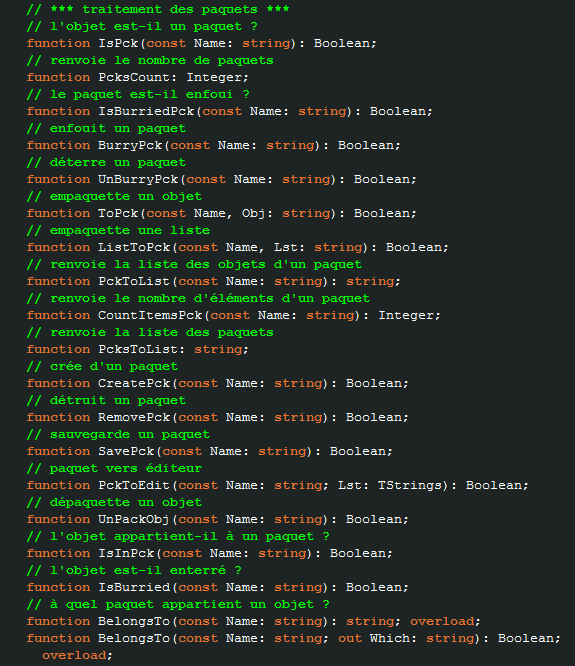 // *** traitement des paquets ***
// l'objet est-il un paquet ?
function IsPck(const Name: string): Boolean;
// renvoie le nombre de paquets
function PcksCount: Integer;
// le paquet est-il enfoui ?
function IsBurriedPck(const Name: string): Boolean;
// enfouit un paquet
function BurryPck(const Name: string): Boolean;
// déterre un paquet
function UnBurryPck(const Name: string): Boolean;
// empaquette un objet
function ToPck(const Name, Obj: string): Boolean;
// empaquette une liste
function ListToPck(const Name, Lst: string): Boolean;
// renvoie la liste des objets d'un paquet
function PckToList(const Name: string): string;
// renvoie le nombre d'éléments d'un paquet
function CountItemsPck(const Name: string): Integer;
// renvoie la liste des paquets
function PcksToList: string;
// crée d'un paquet
function CreatePck(const Name: string): Boolean;
// détruit un paquet
function RemovePck(const Name: string): Boolean;
// sauvegarde un paquet
function SavePck(const Name: string): Boolean;
// paquet vers éditeur
function PckToEdit(const Name: string; Lst: TStrings): Boolean;
// dépaquette un objet
function UnPackObj(const Name: string): Boolean;
// l'objet appartient-il à un paquet ?
function IsInPck(const Name: string): Boolean;
// l'objet est-il enterré ?
function IsBurried(const Name: string): Boolean;
// à quel paquet appartient un objet ?
function BelongsTo(const Name: string): string; overload;
function BelongsTo(const Name: string; out Which: string): Boolean;
overload;